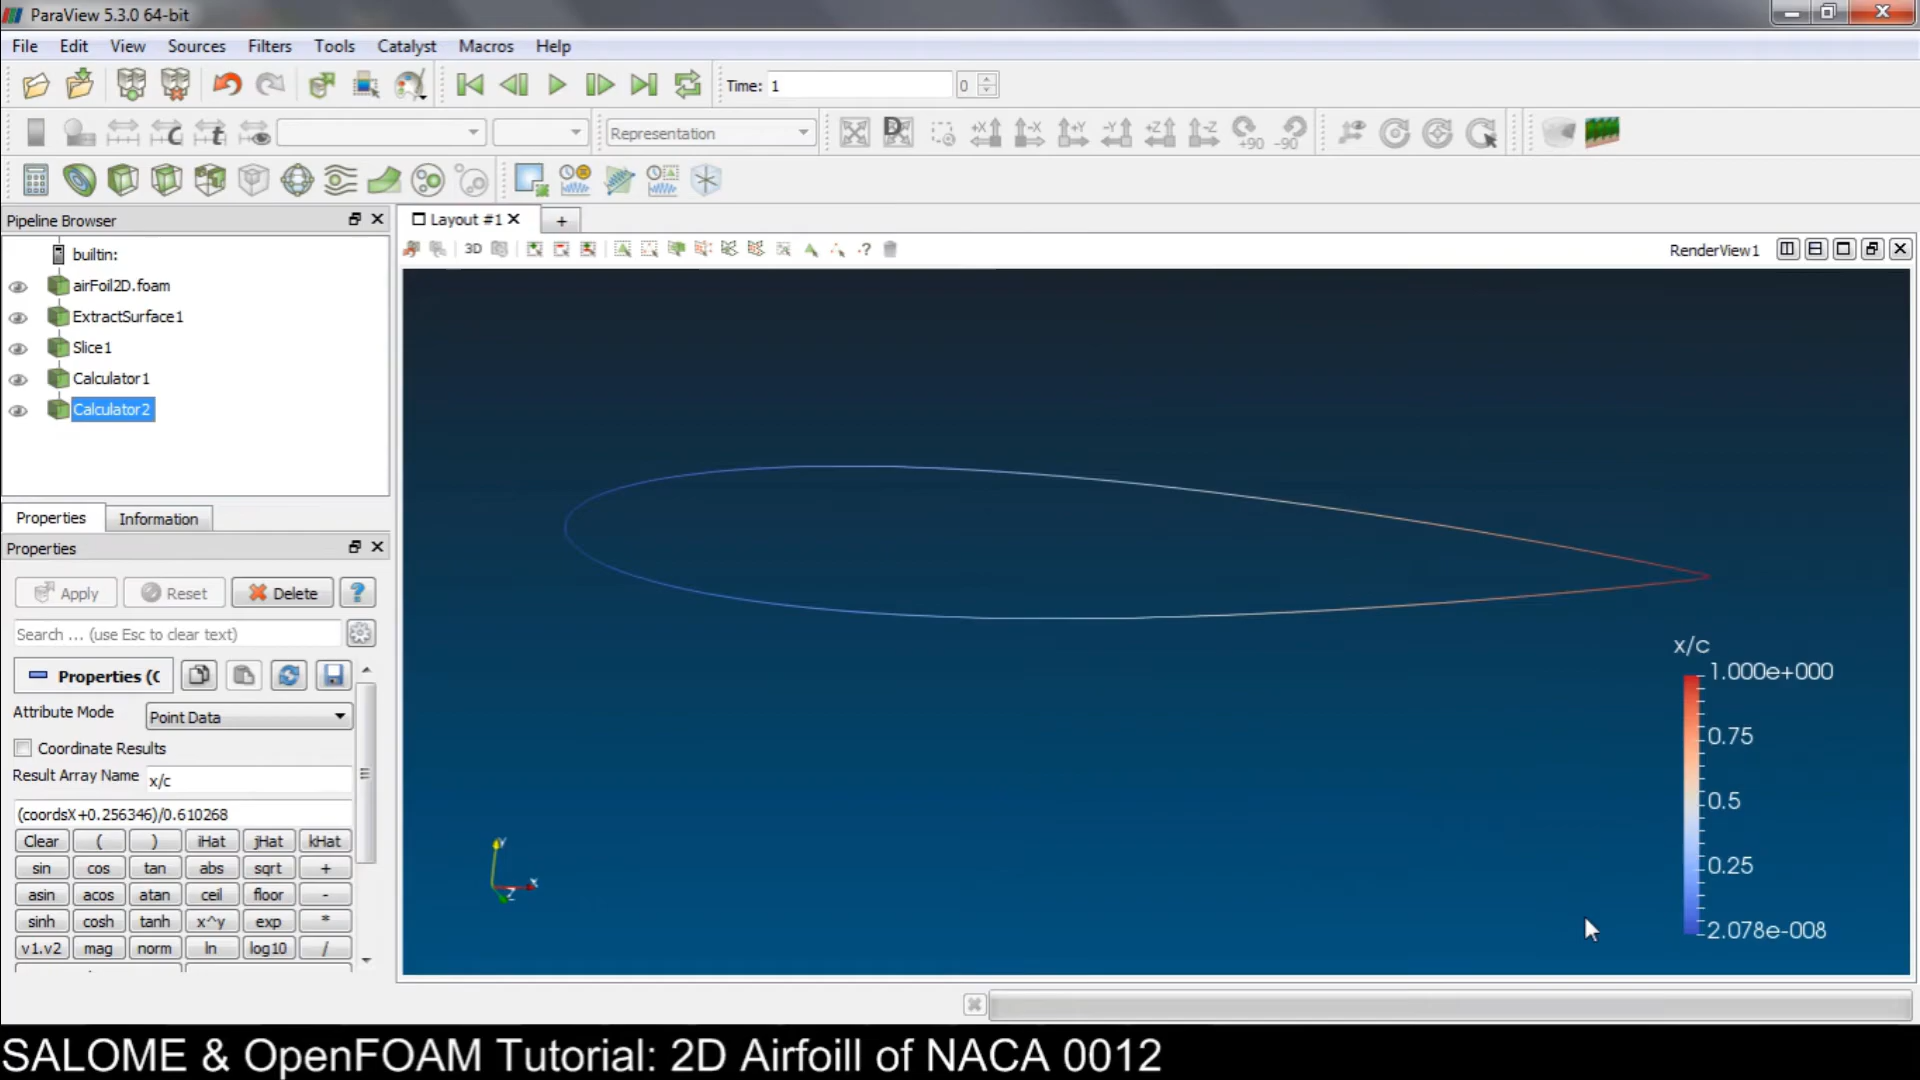 ParaView 5.3.0 64-bit
File Edit View Sources Filters Tools Catalyst Macros Help
Time: 1 0
Representation
+X -X +Y -Y +Z -Z +90 -90
Pipeline Browser
Layout #1
+
builtin:
3D
RenderView1
airFoil2D.foam
ExtractSurface1
Slice1
Calculator1
Calculator2
Properties Information
Properties
Apply Reset Delete ?
Search ... (use Esc to clear text)
Properties (C
Attribute Mode Point Data
Coordinate Results
Result Array Name x/c
(coordsX+0.256346)/0.610268
Clear ( ) iHat jHat kHat
sin cos tan abs sqrt +
asin acos atan ceil floor -
sinh cosh tanh x^y exp *
v1.v2 mag norm ln log10 /
Y
X
Z
x/c
1.000e+000
0.75
0.5
0.25
2.078e-008
SALOME & OpenFOAM Tutorial: 2D Airfoill of NACA 0012